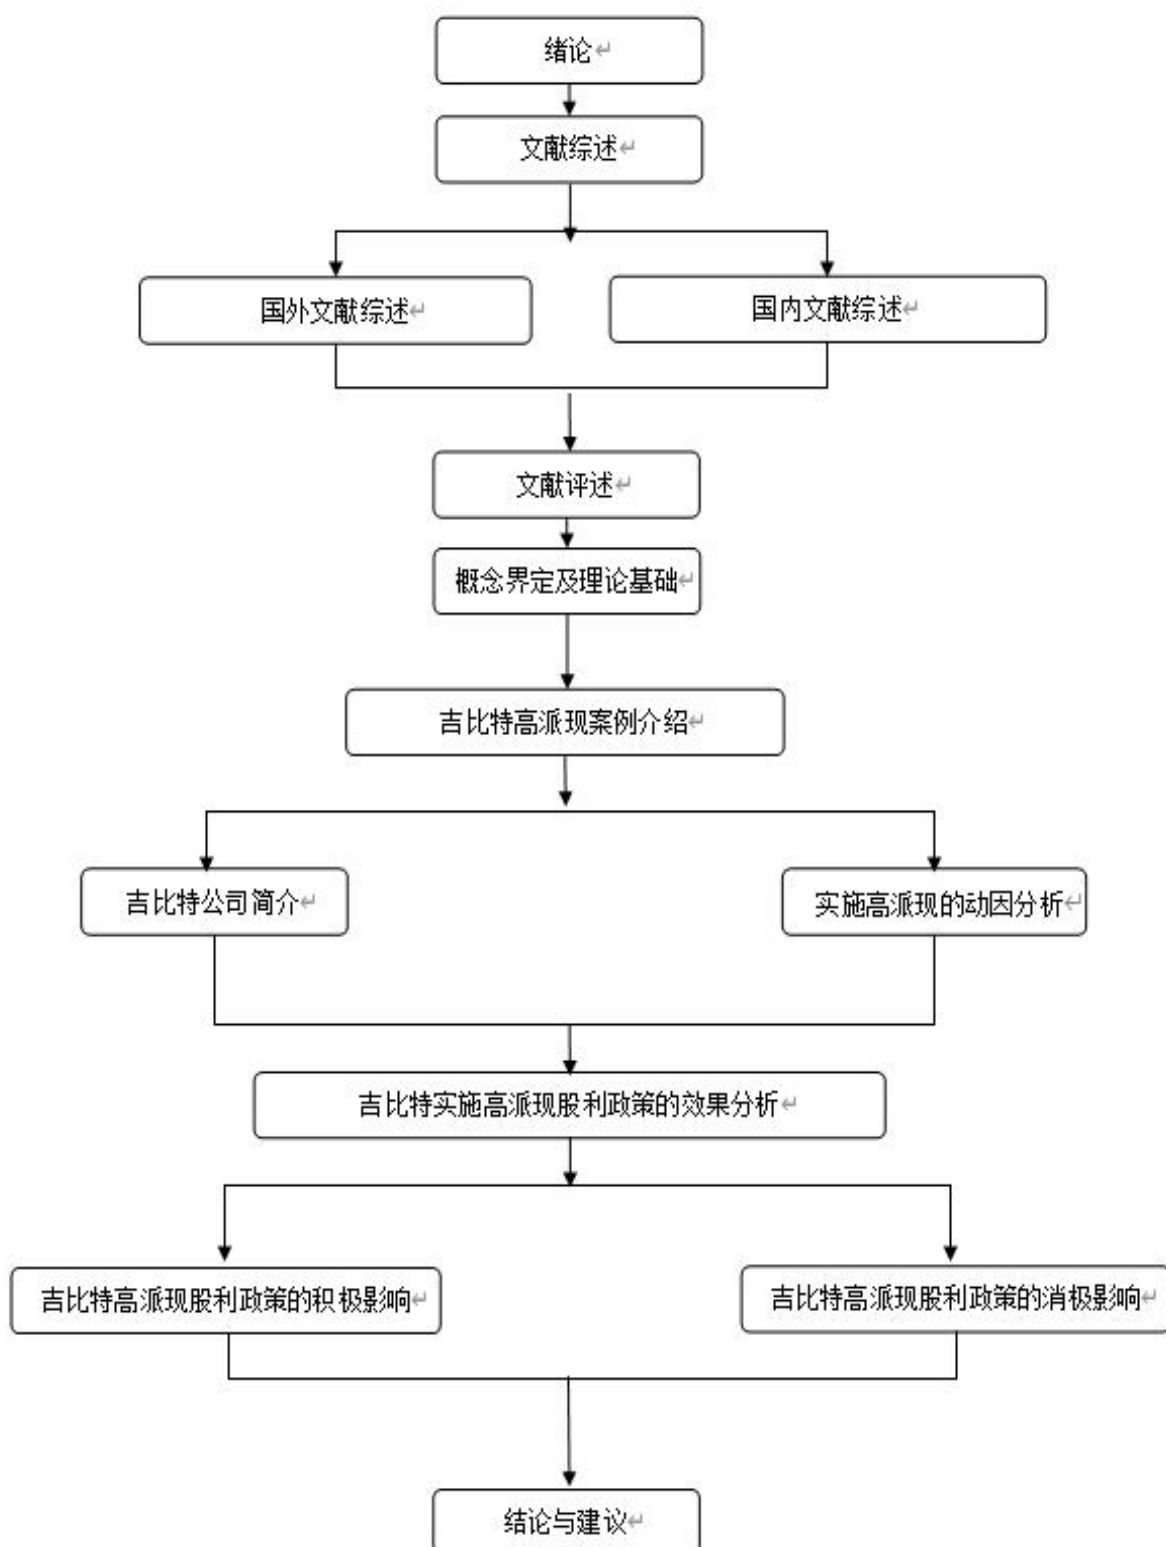 绪论↵
文献综述↵
国外文献综述↵
国内文献综述↵
文献评述↵
概念界定及理论基础↵
吉比特高派现案例介绍↵
吉比特公司简介↵
实施高派现的动因分析↵
吉比特实施高派现股利政策的效果分析↵
吉比特高派现股利政策的积极影响↵
吉比特高派现股利政策的消极影响↵
结论与建议↵